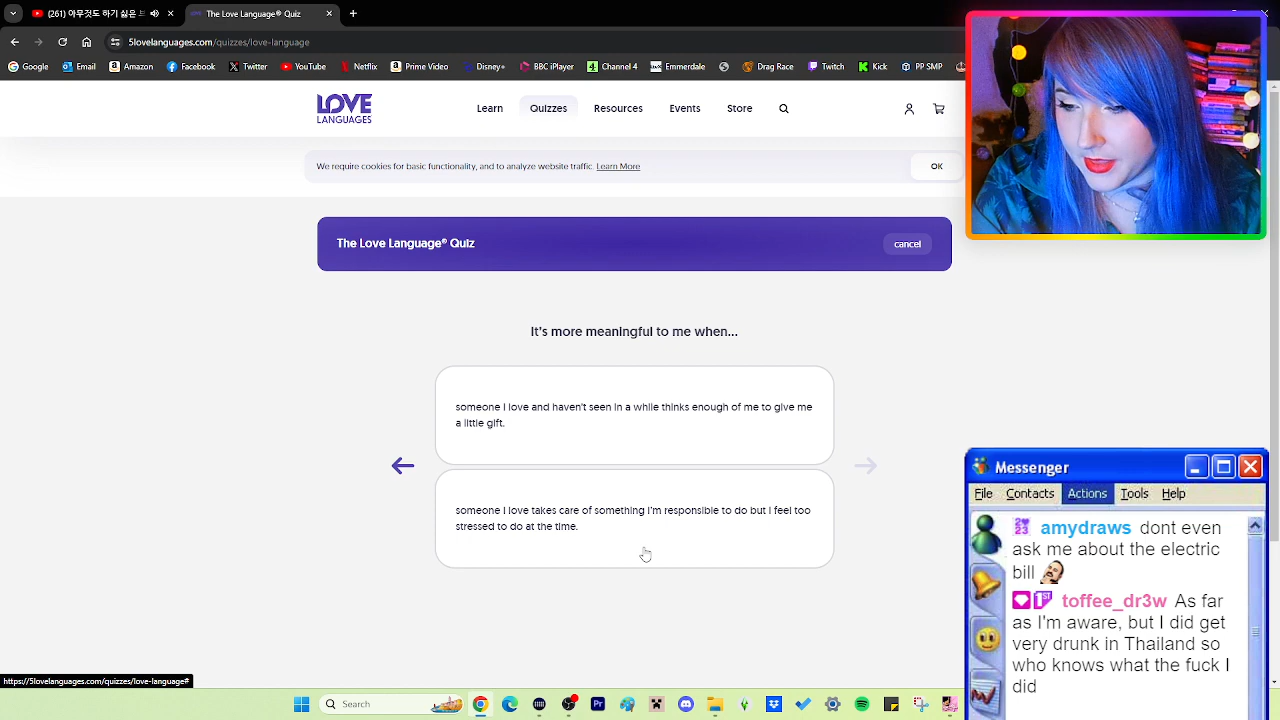 (261) 아무것도 하기 싫은
The Love Language® Quiz
5lovelanguages.com/quizzes/love-language
Google
Email
Amazon
Facebook
Twitter
YouTube
Netflix
Prime Video
Disney+
iPlayer
Channel 4
Emmerdale
Drag Race
Twitch
Kick
LOVE
LANGUAGES
Learn
Quizzes
Resources
Events
Store
We require cookies for basic functionality, and to analyze website traffic. Learn More
OK
The Love Language® Quiz
cancel
It's more meaningful to me when...
someone I love and haven't seen in a while thinks enough of me to give me
a little gift.
someone I love takes care of something I'm responsible to do but I feel too
stressed to do at the time.
https://5lovelanguages.com/quizzes/love-language#
Search
Messenger
File
Contacts
Actions
Tools
Help
amydraws dont even
ask me about the electric
bill
1ST toffee_dr3w As far
as I'm aware, but I did get
very drunk in Thailand so
who knows what the fuck I
did